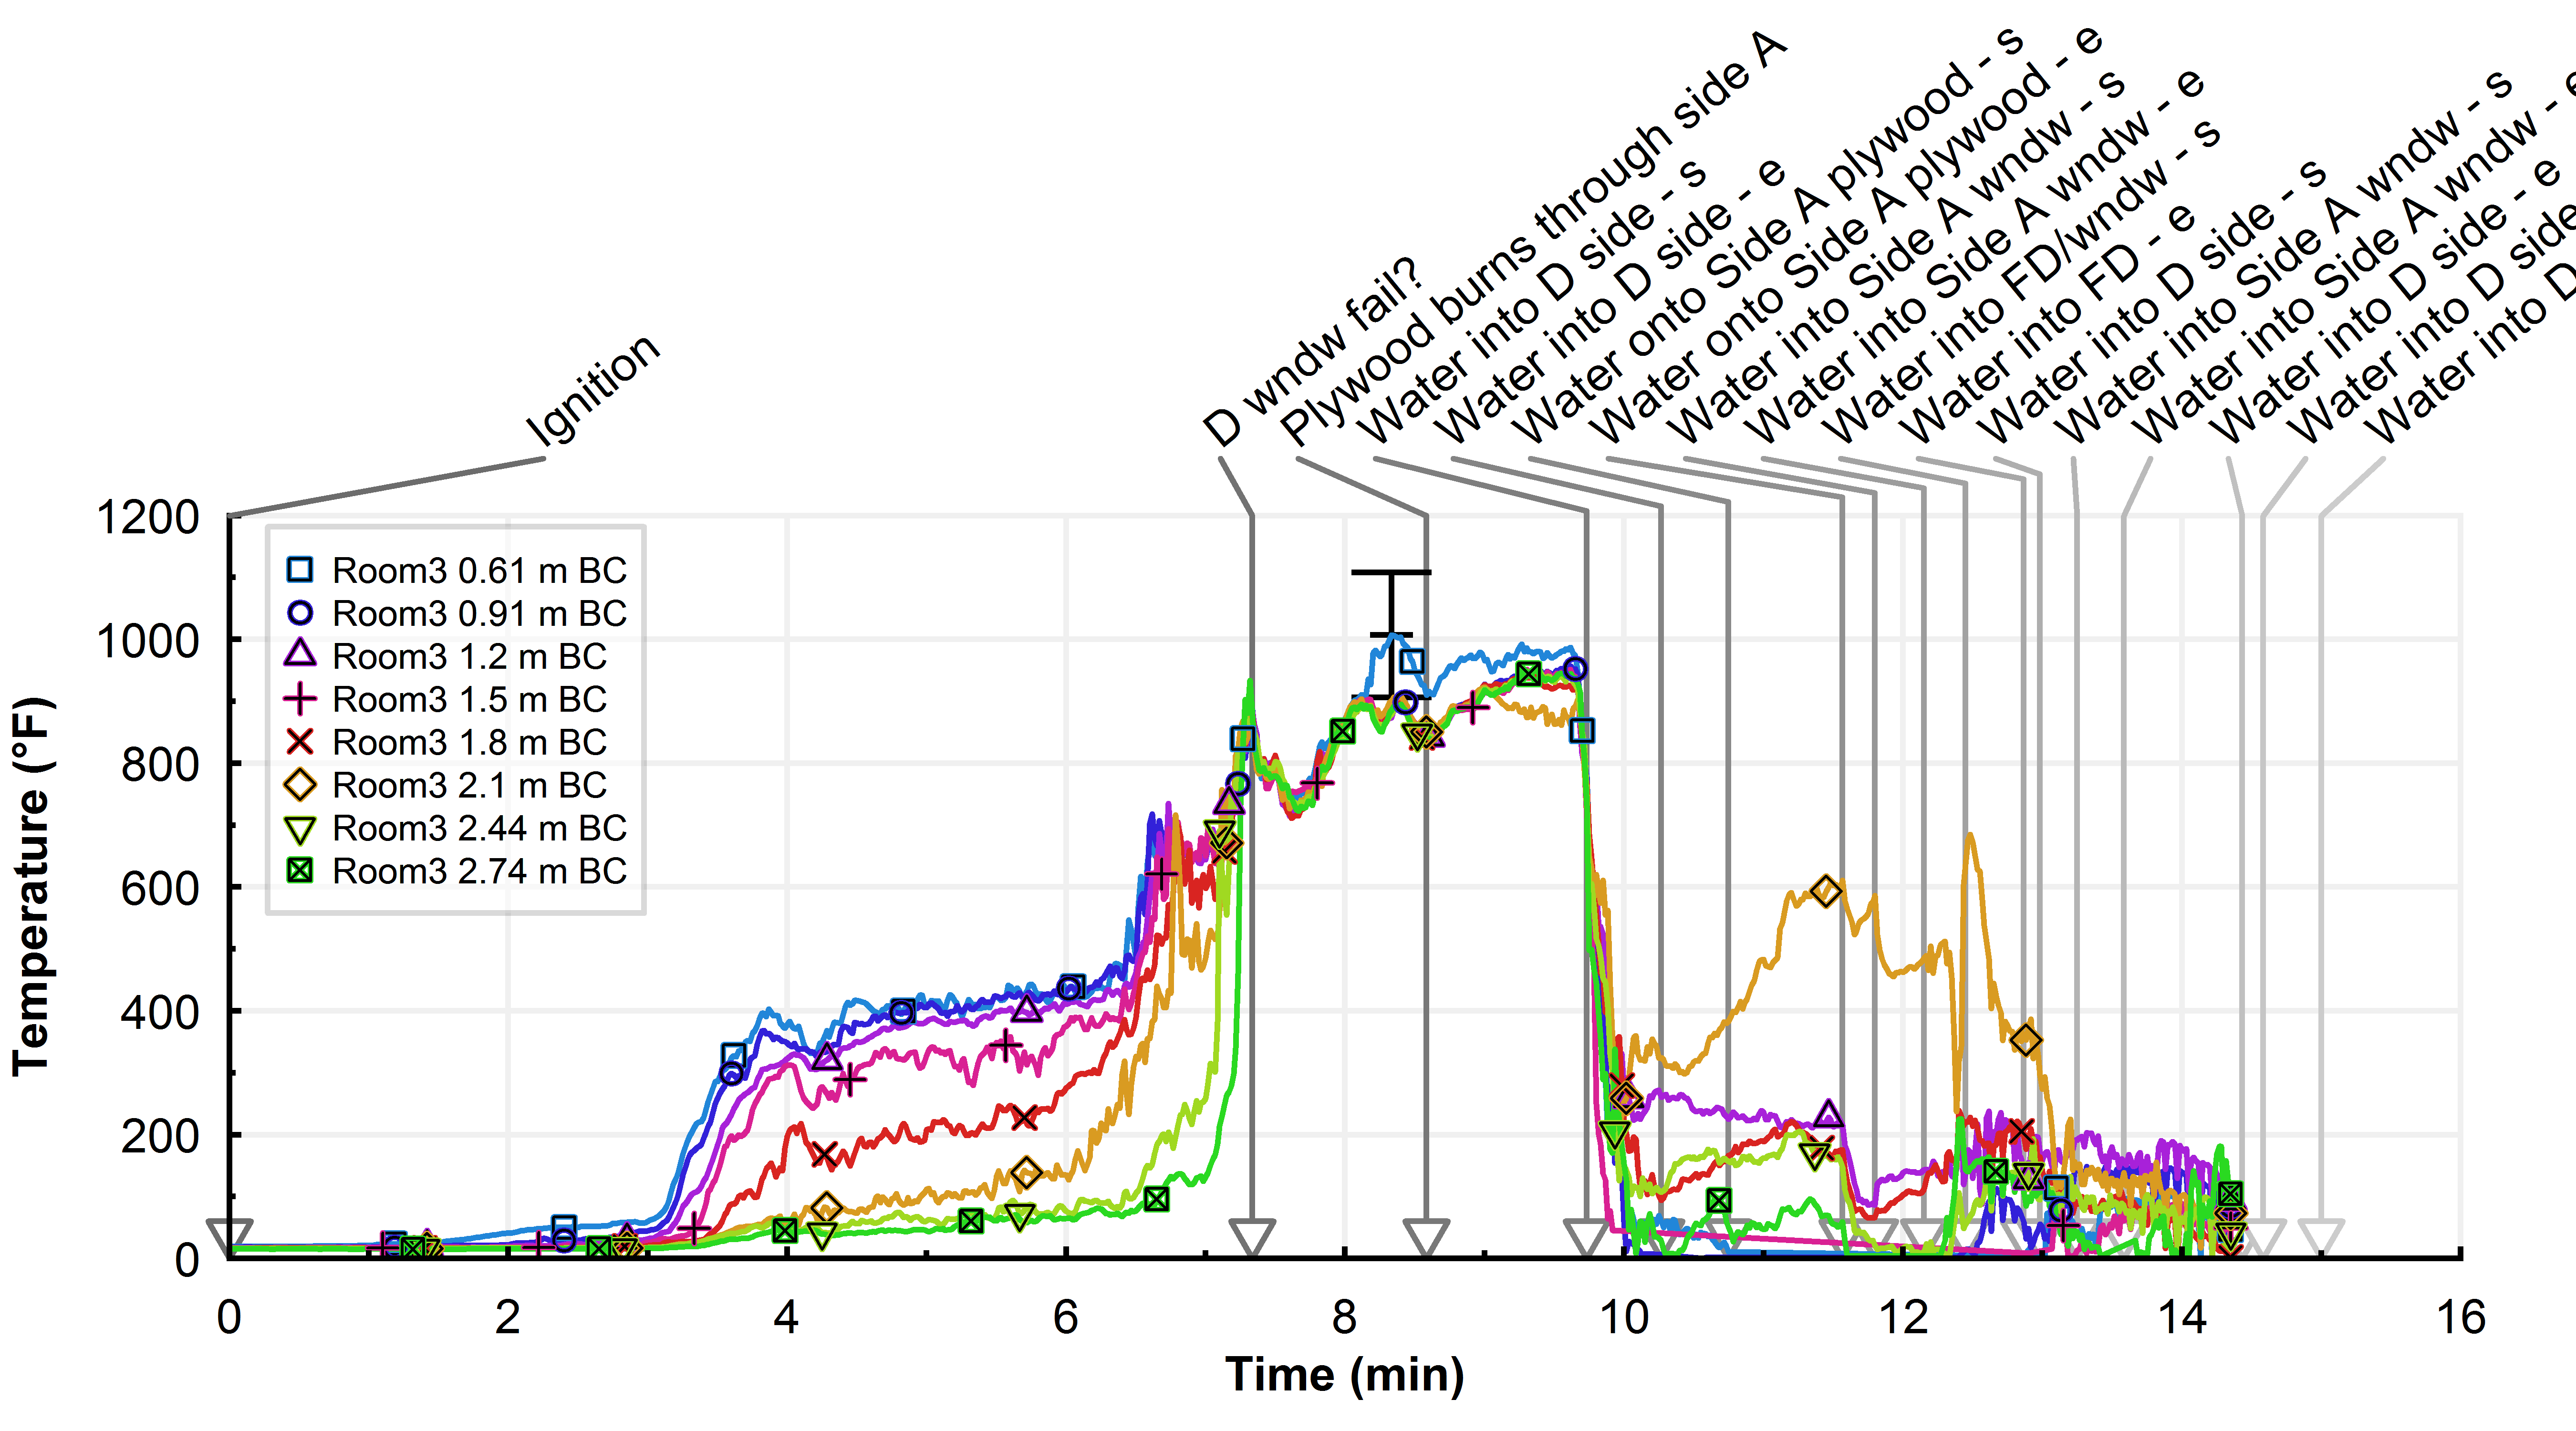 Ignition
D wndw fail?
Plywood burns through side A
Water into D side - s
Water into D side - e
Water onto Side A plywood - s
Water onto Side A plywood - e
Water into Side A wndw - s
Water into Side A wndw - e
Water into FD/wndw - s
Water into FD - e
Water into D side - s
Water into Side A wndw - s
Water into Side A wndw - e
Water into D side - e
Water into D side
Water into D
Temperature (°F)
1200
1000
800
600
400
200
0
Room3 0.61 m BC
Room3 0.91 m BC
Room3 1.2 m BC
Room3 1.5 m BC
Room3 1.8 m BC
Room3 2.1 m BC
Room3 2.44 m BC
Room3 2.74 m BC
0 2 4 6 8 10 12 14 16
Time (min)